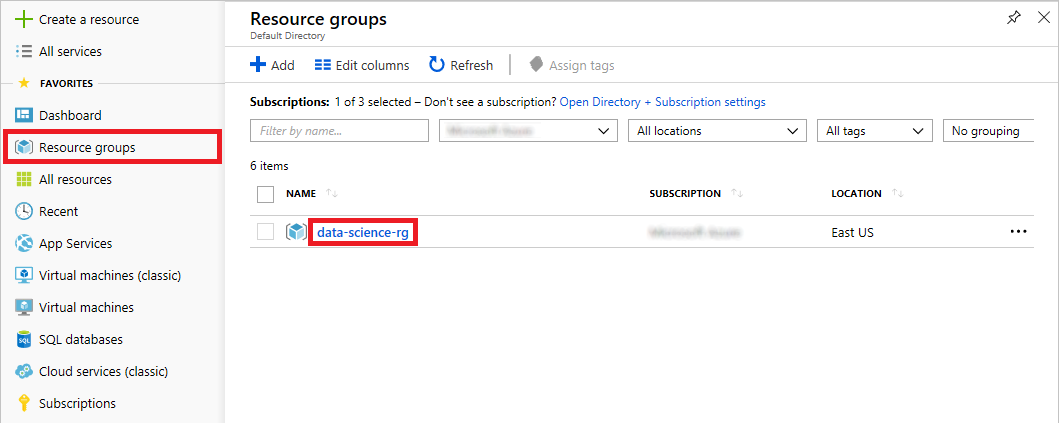 Create a resource
All services
FAVORITES
Dashboard
Resource groups
All resources
Recent
App Services
Virtual machines (classic)
Virtual machines
SQL databases
Cloud services (classic)
Subscriptions
Resource groups
Default Directory
Add Edit columns Refresh Assign tags
Subscriptions: 1 of 3 selected – Don't see a subscription? Open Directory + Subscription settings
Filter by name... All locations All tags No grouping
6 items
NAME SUBSCRIPTION LOCATION
data-science-rg East US